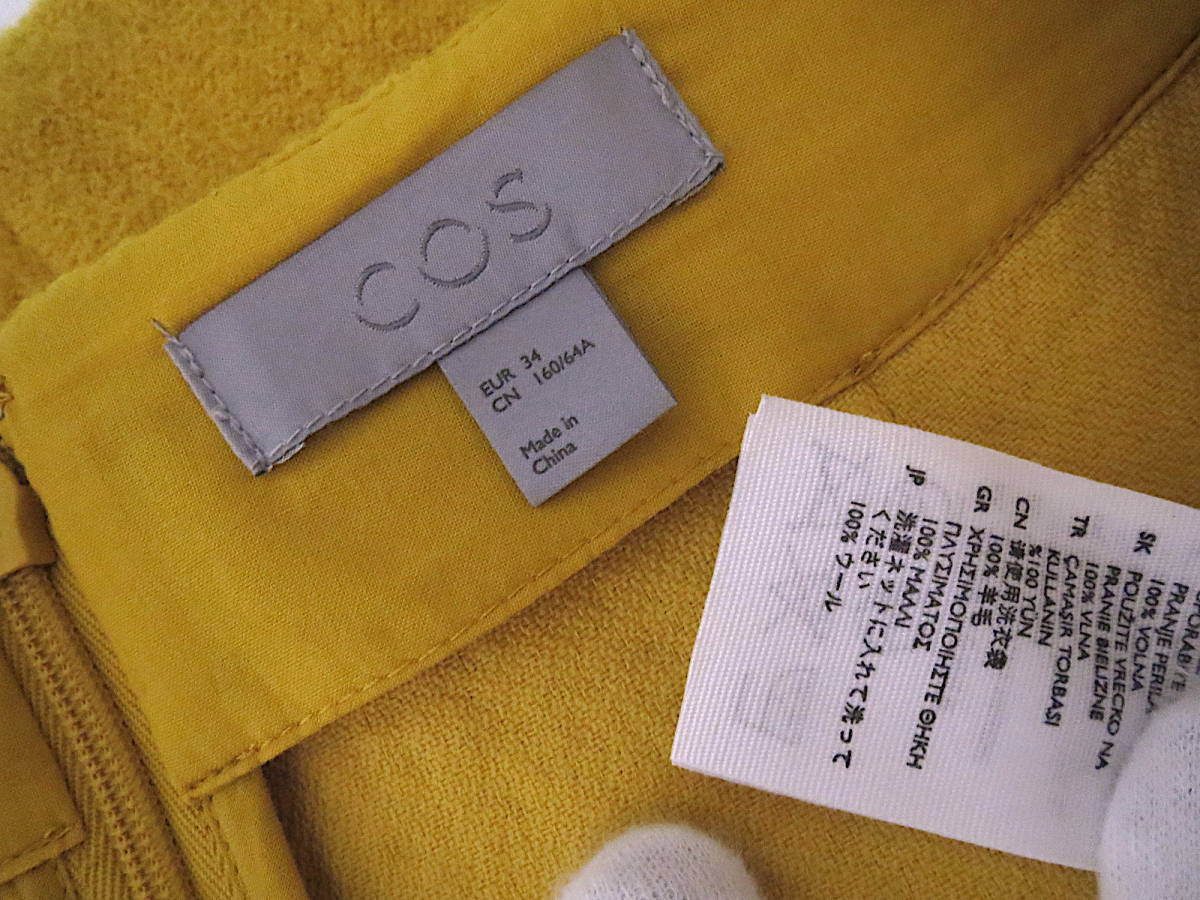 COS
EUR 34
CN 160/64A
Made in
China
PRANJE PERILA
100% VOLNA
SK POUŽITE VRECKO NA
PRANIE BIELIZNE
100% VLNA
TR ÇAMAŞIR TORBASI
KULLANIN
%100 YÜN
CN 请使用洗衣袋
100% 羊毛
GR ΧΡΗΣΙΜΟΠΟΙΗΣΤΕ ΘΗΚΗ
ΠΛΥΣΙΜΑΤΟΣ
100% ΜΑΛΛΙ
JP 洗濯ネットに入れて洗って
ください
100% ウール